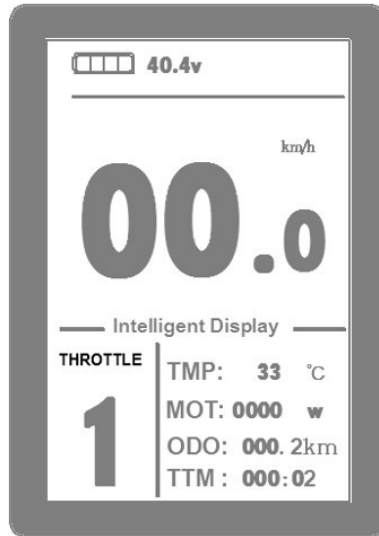 40.4v
km/h
00.0
Intelligent Display
THROTTLE
1
TMP: 33 ℃
MOT: 0000 w
ODO: 000.2km
TTM : 000:02